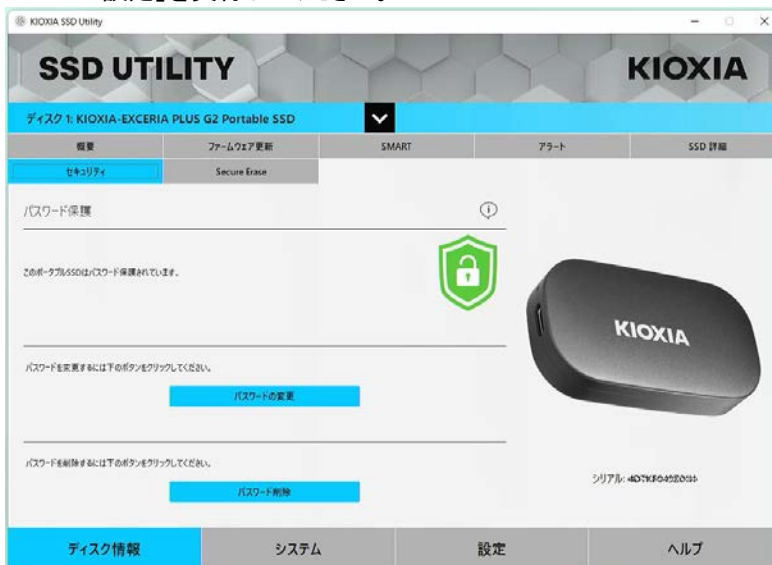 KIOXIA SSD Utility
SSD UTILITY
KIOXIA
ディスク 1: KIOXIA-EXCERIA PLUS G2 Portable SSD
概要 ファームウェア更新 SMART アラート SSD 詳細
セキュリティ Secure Erase
パスワード保護
このポータブルSSDはパスワード保護されています。
KIOXIA
パスワードを変更するには下のボタンをクリックしてください。
パスワードの変更
パスワードを削除するには下のボタンをクリックしてください。
パスワード削除
シリアル:
ディスク情報 システム 設定 ヘルプ